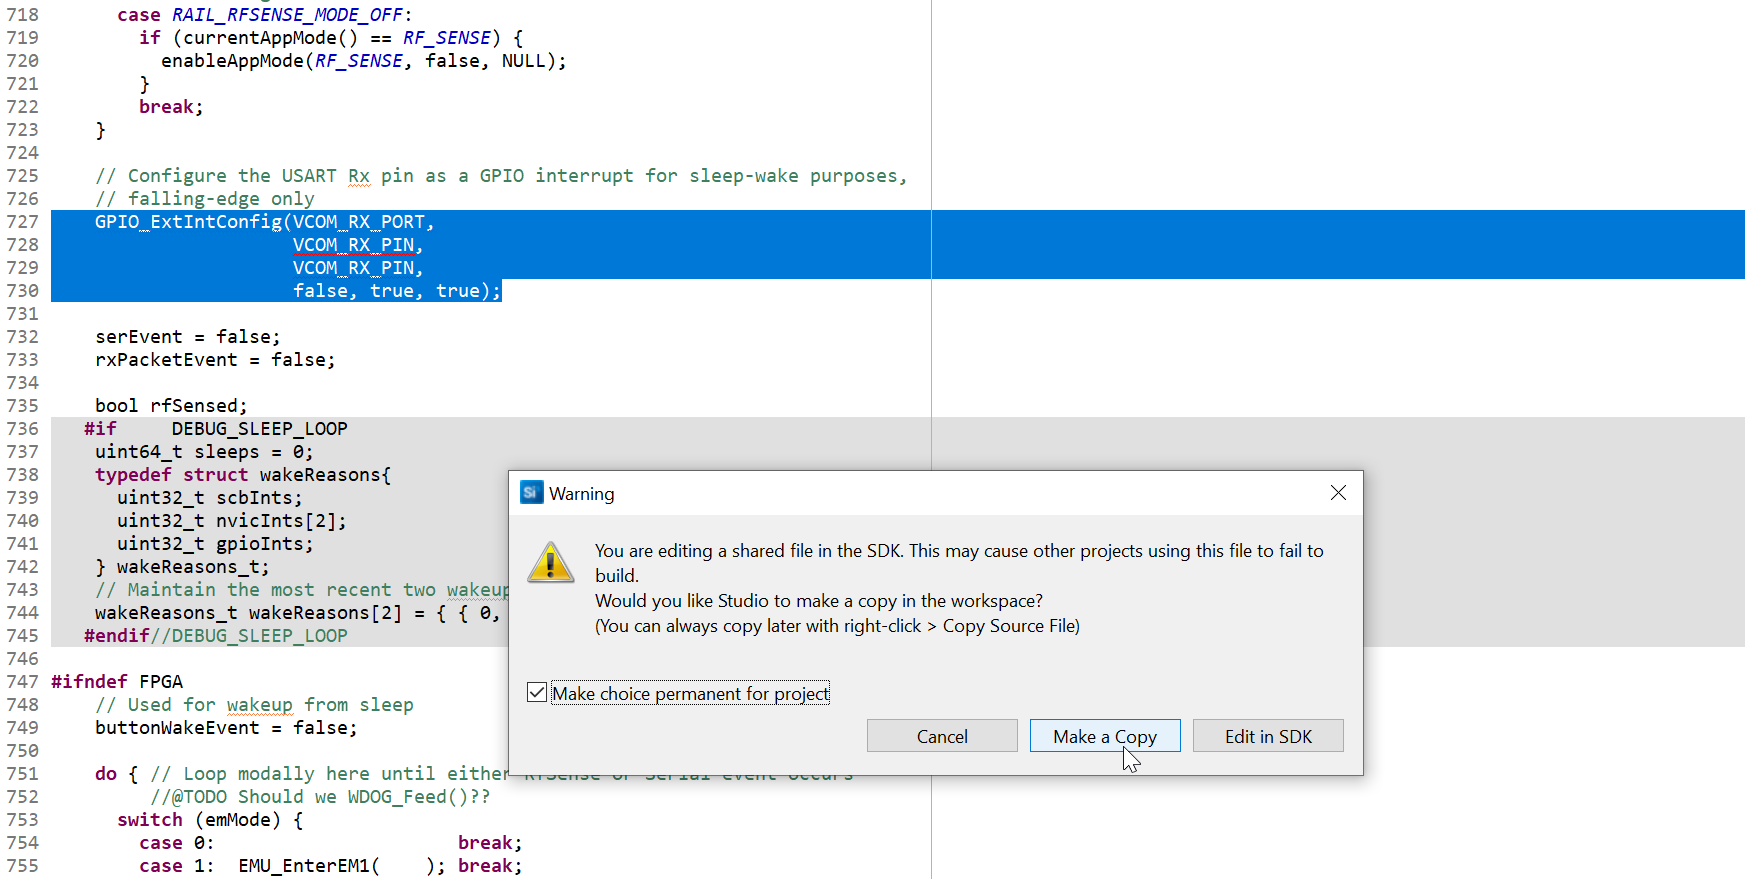 718       case RAIL_RFSENSE_MODE_OFF:
719         if (currentAppMode() == RF_SENSE) {
720           enableAppMode(RF_SENSE, false, NULL);
721         }
722         break;
723     }
724
725     // Configure the USART Rx pin as a GPIO interrupt for sleep-wake purposes,
726     // falling-edge only
727     GPIO_ExtIntConfig(VCOM_RX_PORT,
728                       VCOM_RX_PIN,
729                       VCOM_RX_PIN,
730                       false, true, true);
731
732     serEvent = false;
733     rxPacketEvent = false;
734
735     bool rfSensed;
736    #if     DEBUG_SLEEP_LOOP
737     uint64_t sleeps = 0;
738     typedef struct wakeReasons{
739       uint32_t scbInts;
740       uint32_t nvicInts[2];
741       uint32_t gpioInts;
742     } wakeReasons_t;
743     // Maintain the most recent two wakeup
744     wakeReasons_t wakeReasons[2] = { { 0,
745    #endif//DEBUG_SLEEP_LOOP
746
747 #ifndef FPGA
748     // Used for wakeup from sleep
749     buttonWakeEvent = false;
750
751     do { // Loop modally here until either RfSense or Serial event occurs
752          //@TODO Should we WDOG_Feed()??
753       switch (emMode) {
754         case 0:                      break;
755         case 1:  EMU_EnterEM1(    ); break;
Si Warning
You are editing a shared file in the SDK. This may cause other projects using this file to fail to
build.
Would you like Studio to make a copy in the workspace?
(You can always copy later with right-click > Copy Source File)
Make choice permanent for project
Cancel Make a Copy Edit in SDK